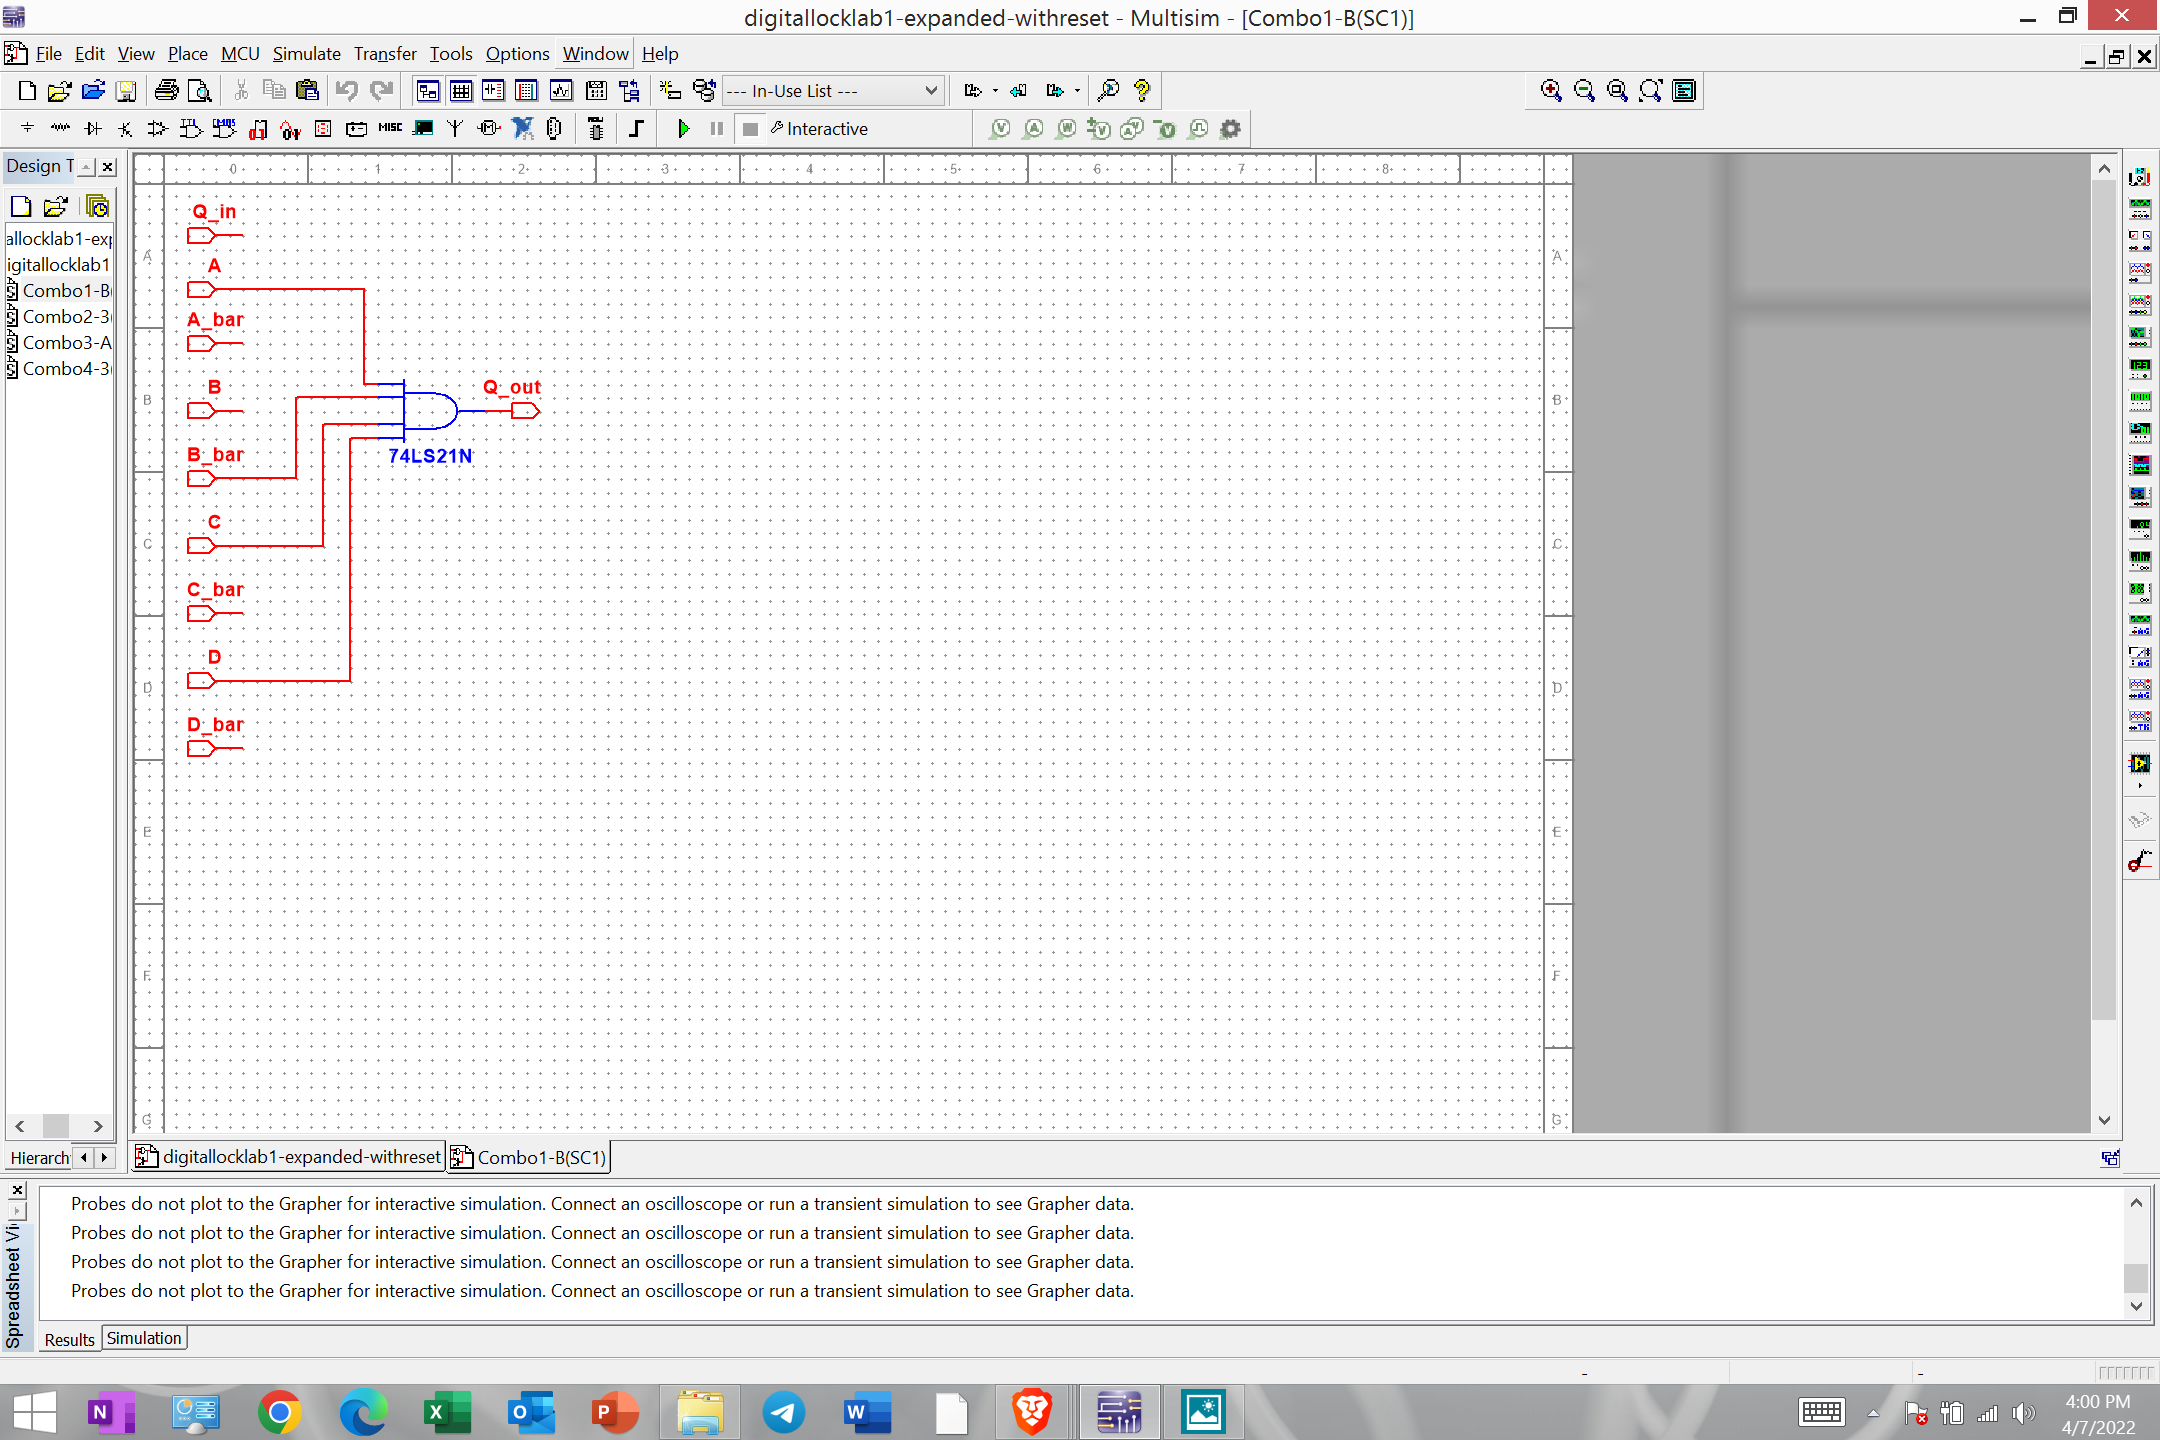 digitallocklab1-expanded-withreset - Multisim - [Combo1-B(SC1)]
File Edit View Place MCU Simulate Transfer Tools Options Window Help
--- In-Use List ---
MISC Interactive
Design T
0 1 2 3 4 5 6 7 8
allocklab1-exp
igitallocklab1
Combo1-B(
Combo2-3
Combo3-A
Combo4-3
Q_in
A
A_bar
B
B_bar
C
C_bar
D
D_bar
Q_out
74LS21N
A A
B B
C C
D D
E E
F F
G G
Hierarch
digitallocklab1-expanded-withreset Combo1-B(SC1)
Spreadsheet Vi
Probes do not plot to the Grapher for interactive simulation. Connect an oscilloscope or run a transient simulation to see Grapher data.
Probes do not plot to the Grapher for interactive simulation. Connect an oscilloscope or run a transient simulation to see Grapher data.
Probes do not plot to the Grapher for interactive simulation. Connect an oscilloscope or run a transient simulation to see Grapher data.
Probes do not plot to the Grapher for interactive simulation. Connect an oscilloscope or run a transient simulation to see Grapher data.
Results Simulation
- -
4:00 PM
4/7/2022